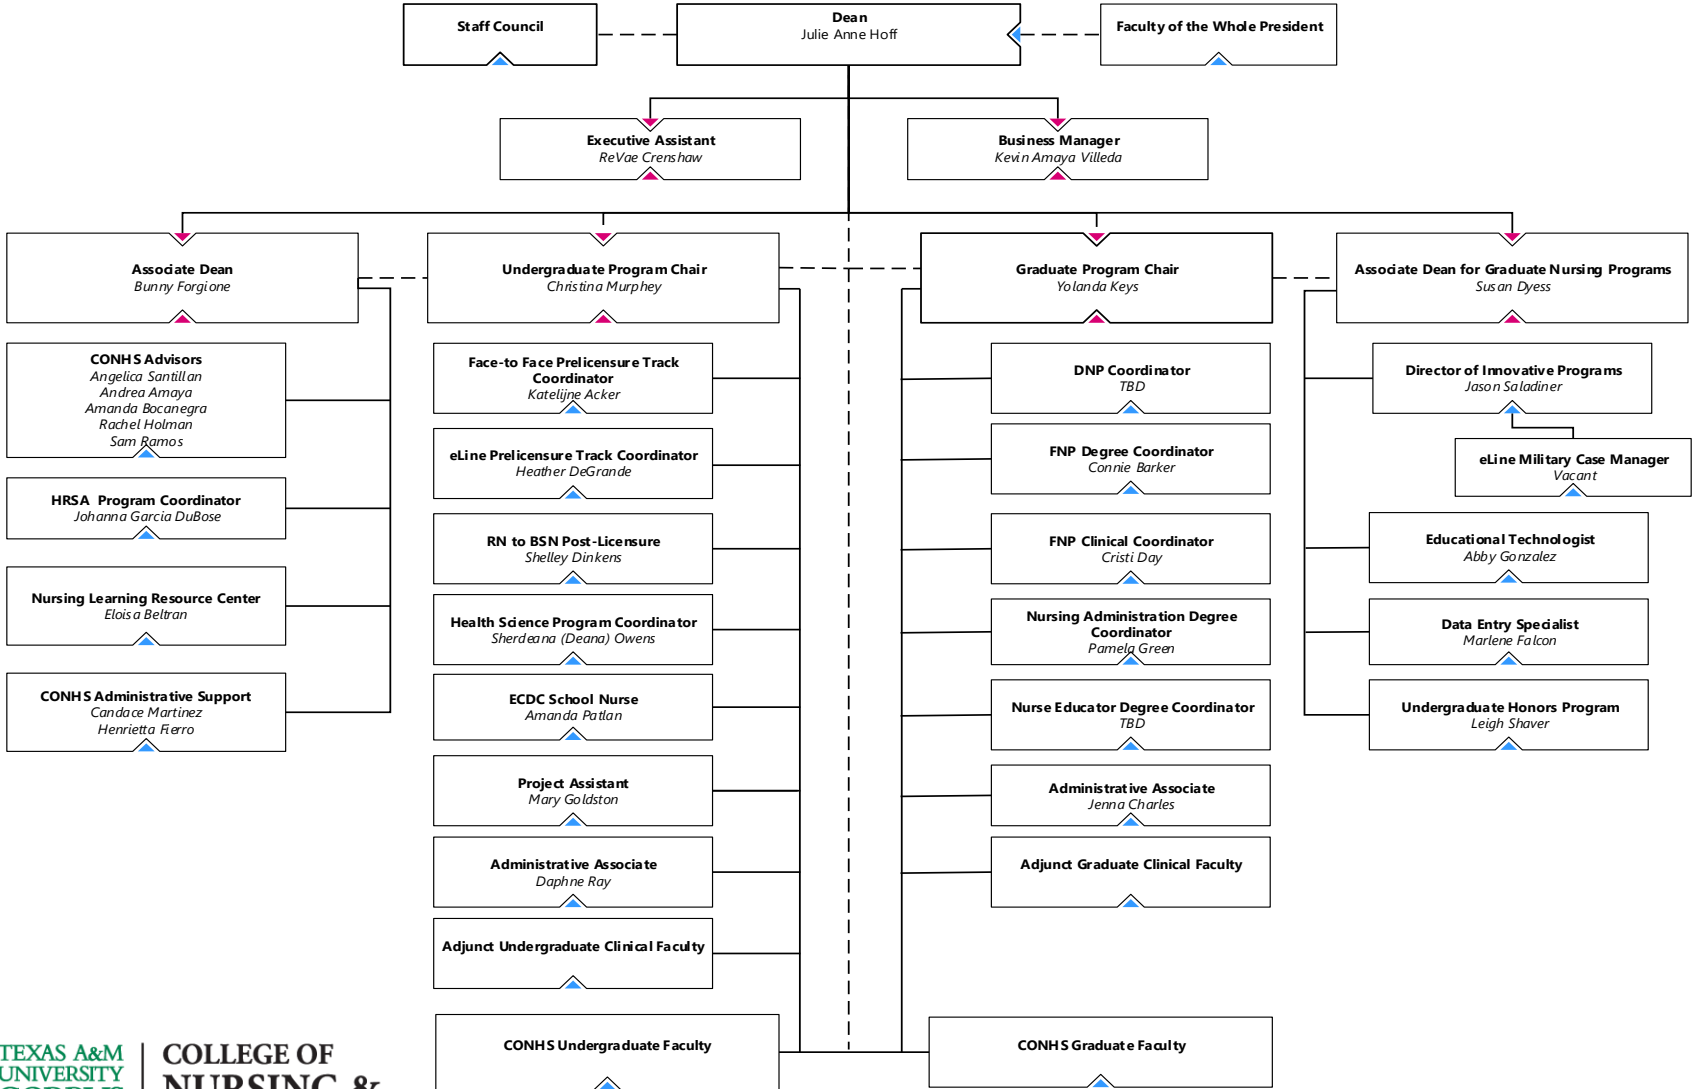 Staff Council
Dean
Julie Anne Hoff
Faculty of the Whole President
Executive Assistant
ReVae Crenshaw
Business Manager
Kevin Amaya Villeda
Associate Dean
Bunny Forgione
Undergraduate Program Chair
Christina Murphey
Graduate Program Chair
Yolanda Keys
Associate Dean for Graduate Nursing Programs
Susan Dyess
CONHS Advisors
Angelica Santillan
Andrea Amaya
Amanda Bocanegra
Rachel Holman
Sam Ramos
HRSA Program Coordinator
Johanna Garcia DuBose
Nursing Learning Resource Center
Eloisa Beltran
CONHS Administrative Support
Candace Martinez
Henrietta Fierro
Face-to Face Prelicensure Track
Coordinator
Katelijne Acker
eLine Prelicensure Track Coordinator
Heather DeGrande
RN to BSN Post-Licensure
Shelley Dinkens
Health Science Program Coordinator
Sherdeana (Deana) Owens
ECDC School Nurse
Amanda Patlan
Project Assistant
Mary Goldston
Administrative Associate
Daphne Ray
Adjunct Undergraduate Clinical Faculty
CONHS Undergraduate Faculty
DNP Coordinator
TBD
FNP Degree Coordinator
Connie Barker
FNP Clinical Coordinator
Cristi Day
Nursing Administration Degree
Coordinator
Pamela Green
Nurse Educator Degree Coordinator
TBD
Administrative Associate
Jenna Charles
Adjunct Graduate Clinical Faculty
CONHS Graduate Faculty
Director of Innovative Programs
Jason Saladiner
eLine Military Case Manager
Vacant
Educational Technologist
Abby Gonzalez
Data Entry Specialist
Marlene Falcon
Undergraduate Honors Program
Leigh Shaver
TEXAS A&M
UNIVERSITY
COLLEGE OF
NURSING &